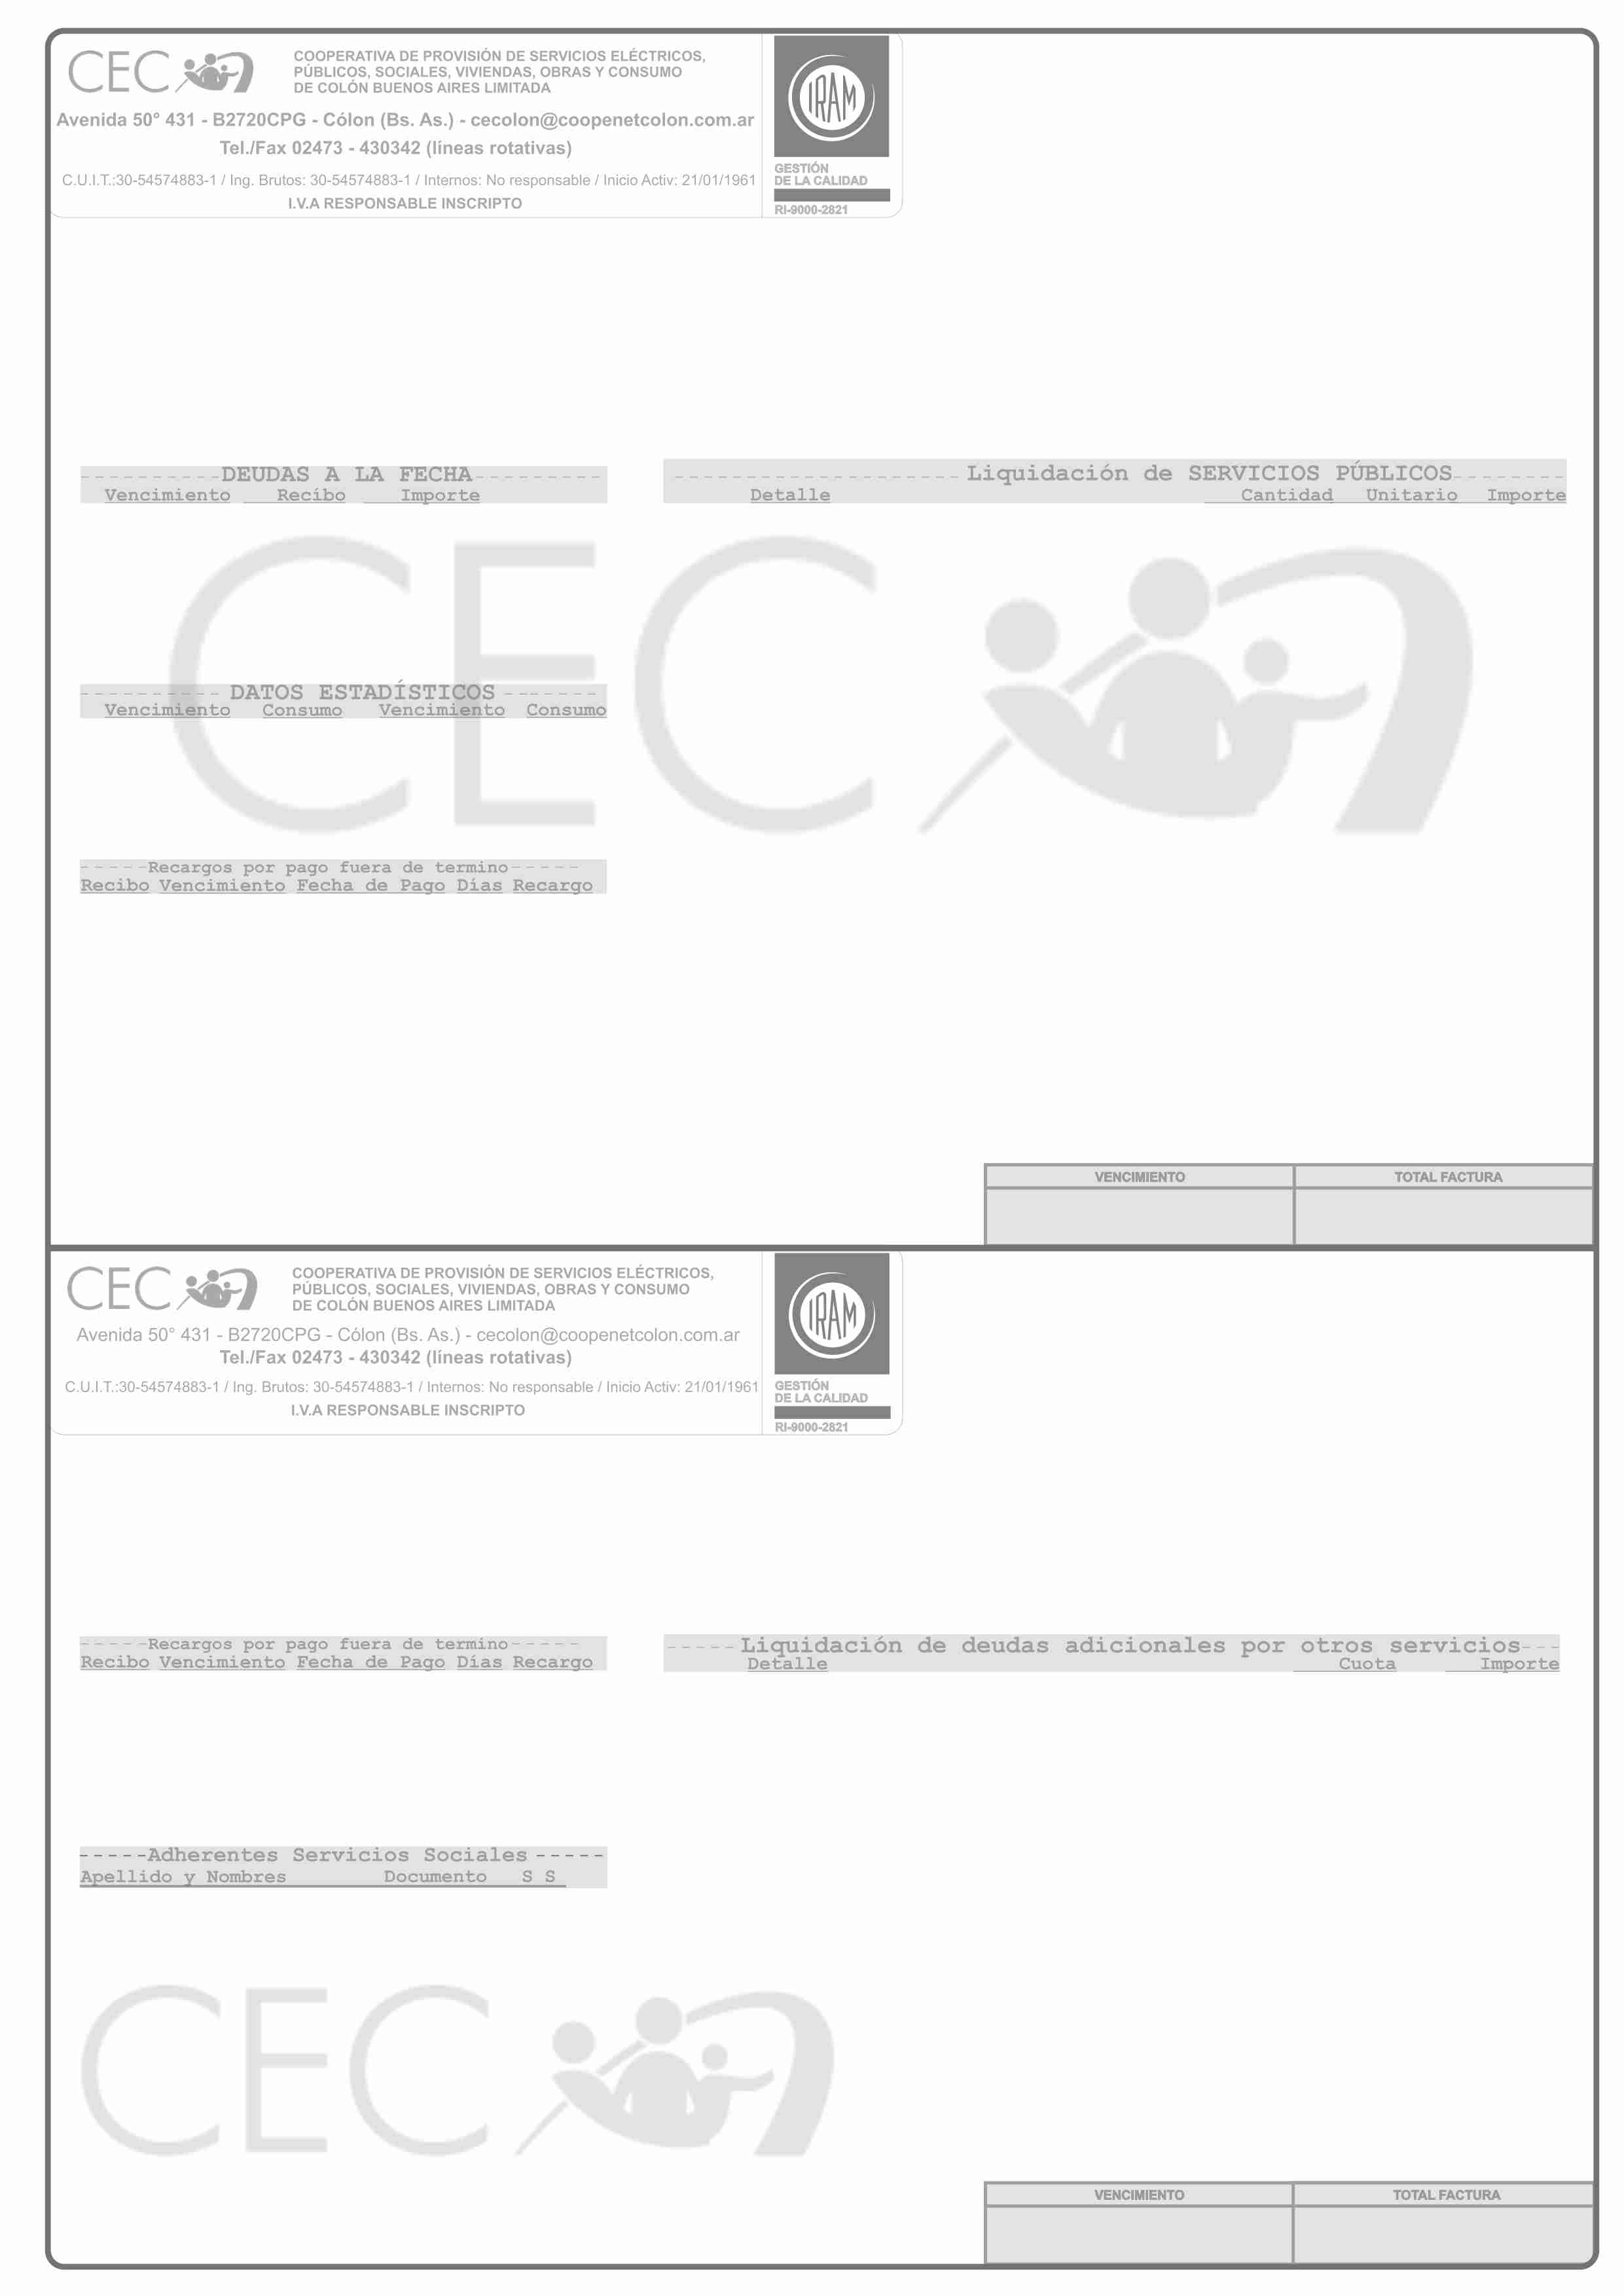 CEC
COOPERATIVA DE PROVISIÓN DE SERVICIOS ELÉCTRICOS,
PÚBLICOS, SOCIALES, VIVIENDAS, OBRAS Y CONSUMO
DE COLÓN BUENOS AIRES LIMITADA
Avenida 50° 431 - B2720CPG - Cólon (Bs. As.) - cecolon@coopenetcolon.com.ar
Tel./Fax 02473 - 430342 (líneas rotativas)
C.U.I.T.:30-54574883-1 / Ing. Brutos: 30-54574883-1 / Internos: No responsable / Inicio Activ: 21/01/1961
I.V.A RESPONSABLE INSCRIPTO
IRAM
GESTIÓN
DE LA CALIDAD
RI-9000-2821
DEUDAS A LA FECHA
Vencimiento Recíbo Importe
Liquidación de SERVICIOS PÚBLICOS
Detalle Cantidad Unitario Importe
CEC
DATOS ESTADÍSTICOS
Vencimiento Consumo Vencimiento Consumo
Recargos por pago fuera de termino
Recibo Vencimiento Fecha de Pago Días Recargo
VENCIMIENTO TOTAL FACTURA
CEC
COOPERATIVA DE PROVISIÓN DE SERVICIOS ELÉCTRICOS,
PÚBLICOS, SOCIALES, VIVIENDAS, OBRAS Y CONSUMO
DE COLÓN BUENOS AIRES LIMITADA
Avenida 50° 431 - B2720CPG - Cólon (Bs. As.) - cecolon@coopenetcolon.com.ar
Tel./Fax 02473 - 430342 (líneas rotativas)
C.U.I.T.:30-54574883-1 / Ing. Brutos: 30-54574883-1 / Internos: No responsable / Inicio Activ: 21/01/1961
I.V.A RESPONSABLE INSCRIPTO
IRAM
GESTIÓN
DE LA CALIDAD
RI-9000-2821
Recargos por pago fuera de termino
Recibo Vencimiento Fecha de Pago Días Recargo
Liquidación de deudas adicionales por otros servicios
Detalle Cuota Importe
Adherentes Servicios Sociales
Apellido y Nombres Documento S S
CEC
VENCIMIENTO TOTAL FACTURA